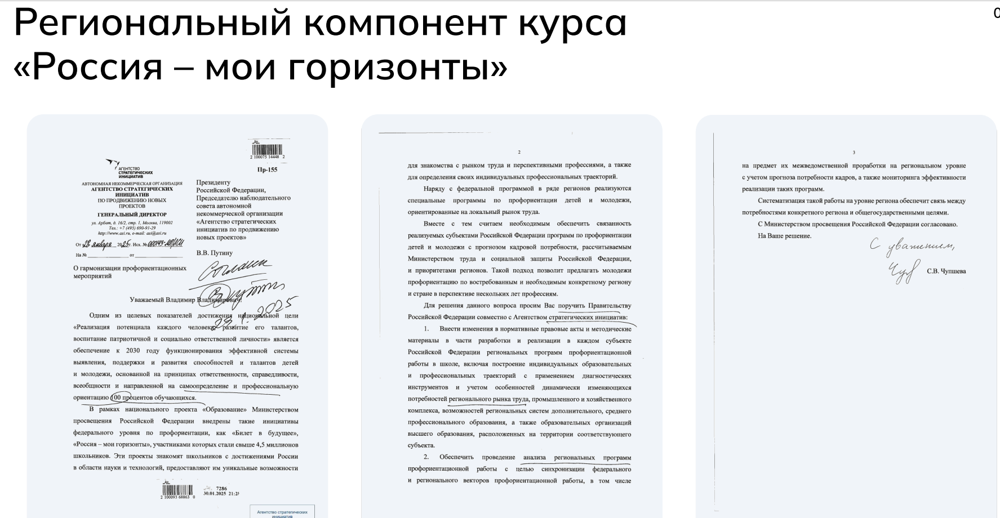 Региональный компонент курса
«Россия – мои горизонты»
0
2 100075 14448 2
Пр-155
АГЕНТСТВО
СТРАТЕГИЧЕСКИХ
ИНИЦИАТИВ
АВТОНОМНАЯ НЕКОММЕРЧЕСКАЯ ОРГАНИЗАЦИЯ
АГЕНТСТВО СТРАТЕГИЧЕСКИХ
ИНИЦИАТИВ
ПО ПРОДВИЖЕНИЮ НОВЫХ
ПРОЕКТОВ
ГЕНЕРАЛЬНЫЙ ДИРЕКТОР
ул. Арбат, д. 16/2, стр. 1, Москва, 119002
Тел.: +7 (495) 690-91-29
http://www.asi.ru, e-mail: asi@asi.ru
От 28 января 2025г. Исх. №
На № от
Президенту
Российской Федерации,
Председателю наблюдательного
совета автономной
некоммерческой организации
«Агентство стратегических
инициатив по продвижению
новых проектов»
В.В. Путину
О гармонизации профориентационных
мероприятий
Согласен
Уважаемый Владимир Владимирович!
2025
Одним из целевых показателей достижения национальной цели
«Реализация потенциала каждого человека, развитие его талантов,
воспитание патриотичной и социально ответственной личности» является
обеспечение к 2030 году функционирования эффективной системы
выявления, поддержки и развития способностей и талантов детей
и молодежи, основанной на принципах ответственности, справедливости,
всеобщности и направленной на самоопределение и профессиональную
ориентацию 100 процентов обучающихся.
В рамках национального проекта «Образование» Министерством
просвещения Российской Федерации внедрены такие инициативы
федерального уровня по профориентации, как «Билет в будущее»,
«Россия – мои горизонты», участниками которых стали свыше 4,5 миллионов
школьников. Эти проекты знакомят школьников с достижениями России
в области науки и технологий, предоставляют им уникальные возможности
2 100093 68863 0
7286
30.01.2025 21:25
Агентство стратегических
инициатив
2
для знакомства с рынком труда и перспективными профессиями, а также
для определения своих индивидуальных профессиональных траекторий.
Наряду с федеральной программой в ряде регионов реализуются
специальные программы по профориентации детей и молодежи,
ориентированные на локальный рынок труда.
Вместе с тем считаем необходимым обеспечить связанность
реализуемых субъектами Российской Федерации программ по профориентации
детей и молодежи с прогнозом кадровой потребности, рассчитываемым
Министерством труда и социальной защиты Российской Федерации,
и приоритетами регионов. Такой подход позволит предлагать молодежи
профориентацию по востребованным и необходимым конкретному региону
и стране в перспективе нескольких лет профессиям.
Для решения данного вопроса просим Вас поручить Правительству
Российской Федерации совместно с Агентством стратегических инициатив:
1. Внести изменения в нормативные правовые акты и методические
материалы в части разработки и реализации в каждом субъекте
Российской Федерации региональных программ профориентационной
работы в школе, включая построение индивидуальных образовательных
и профессиональных траекторий с применением диагностических
инструментов и учетом особенностей динамически изменяющихся
потребностей регионального рынка труда, промышленного и хозяйственного
комплекса, возможностей региональных систем дополнительного, среднего
профессионального образования, а также образовательных организаций
высшего образования, расположенных на территории соответствующего
субъекта.
2. Обеспечить проведение анализа региональных программ
профориентационной работы с целью синхронизации федерального
и регионального векторов профориентационной работы, в том числе
3
на предмет их межведомственной проработки на региональном уровне
с учетом прогноза потребности кадров, а также мониторинга эффективности
реализации таких программ.
Систематизация такой работы на уровне региона обеспечит связь между
потребностями конкретного региона и общегосударственными целями.
С Министерством просвещения Российской Федерации согласовано.
На Ваше решение.
С уважением,
С.В. Чупшева